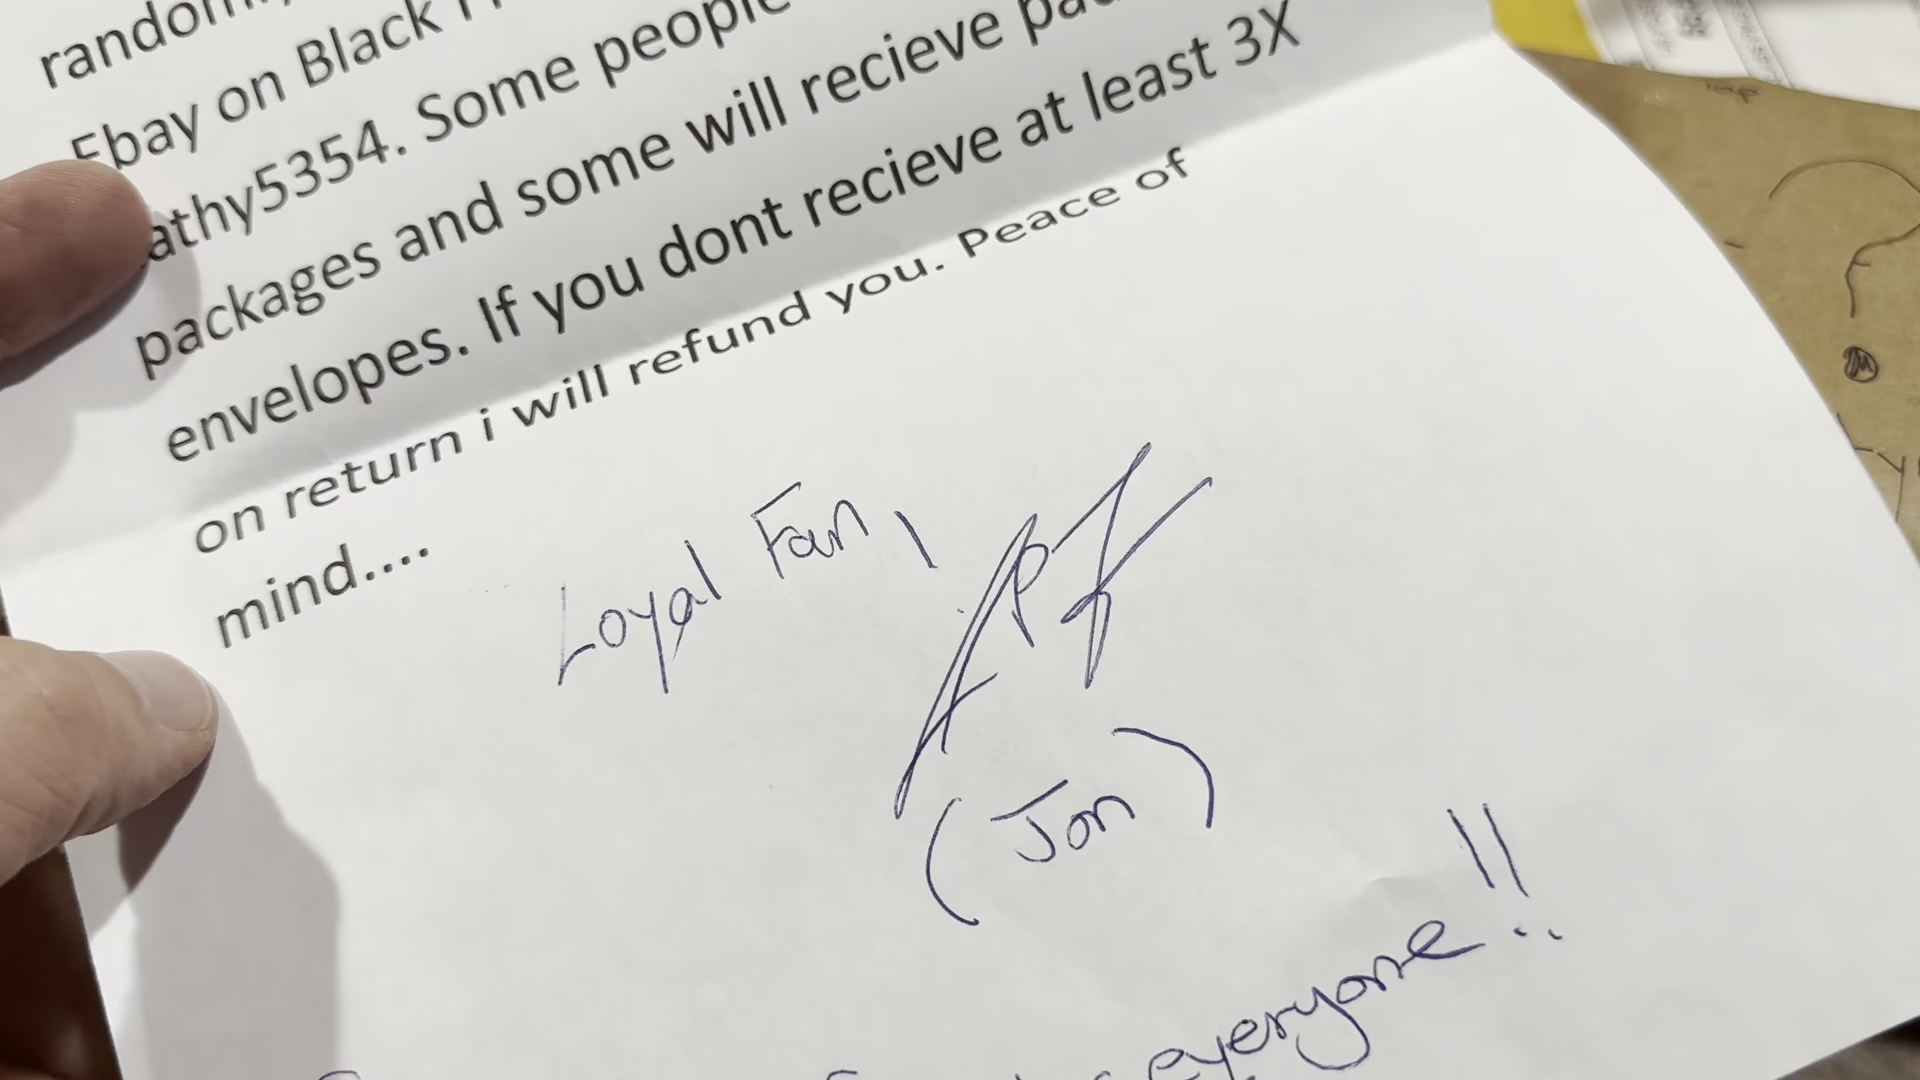 Ebay on Black
athy5354. Some people
packages and some will recieve
envelopes. If you dont recieve at least 3X
on return i will refund you. Peace of
mind....
Loyal Fan,
(Jon)
everyone!!